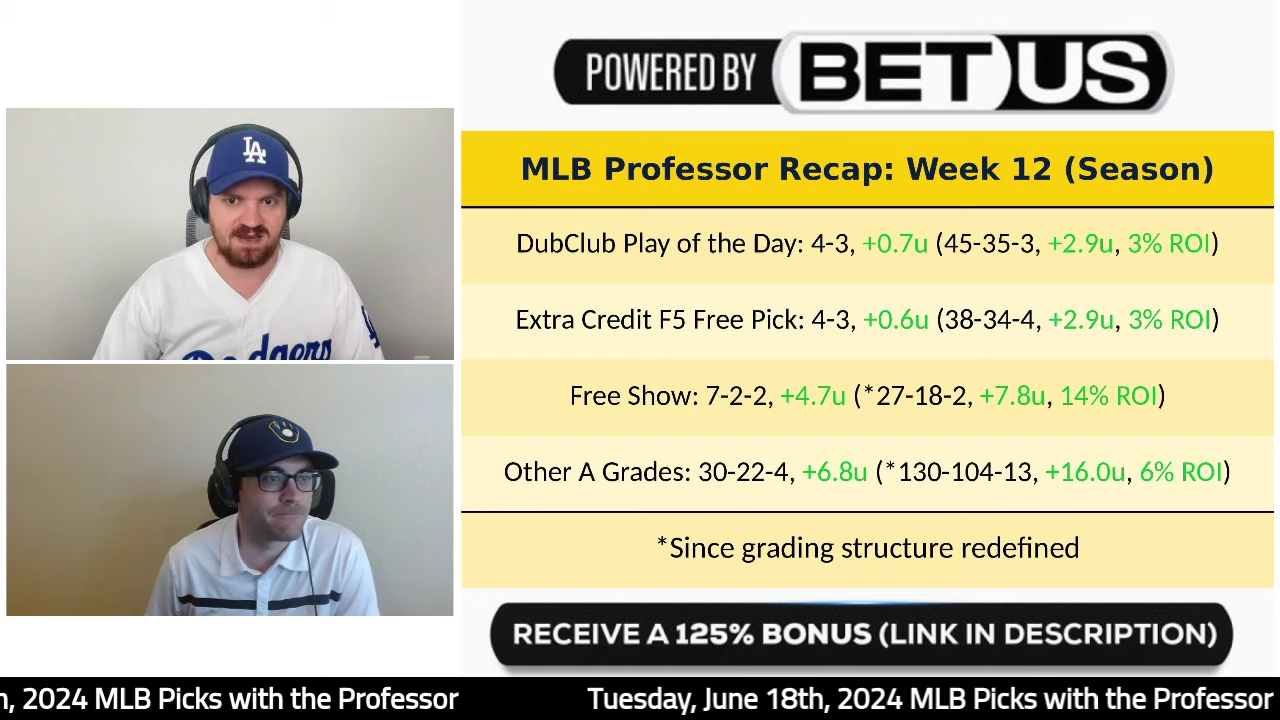 POWERED BY BETUS
MLB Professor Recap: Week 12 (Season)
DubClub Play of the Day: 4-3, +0.7u (45-35-3, +2.9u, 3% ROI)
Extra Credit F5 Free Pick: 4-3, +0.6u (38-34-4, +2.9u, 3% ROI)
Free Show: 7-2-2, +4.7u (*27-18-2, +7.8u, 14% ROI)
Other A Grades: 30-22-4, +6.8u (*130-104-13, +16.0u, 6% ROI)
*Since grading structure redefined
RECEIVE A 125% BONUS (LINK IN DESCRIPTION)
LA
Dodgers
h, 2024 MLB Picks with the Professor Tuesday, June 18th, 2024 MLB Picks with the Professor